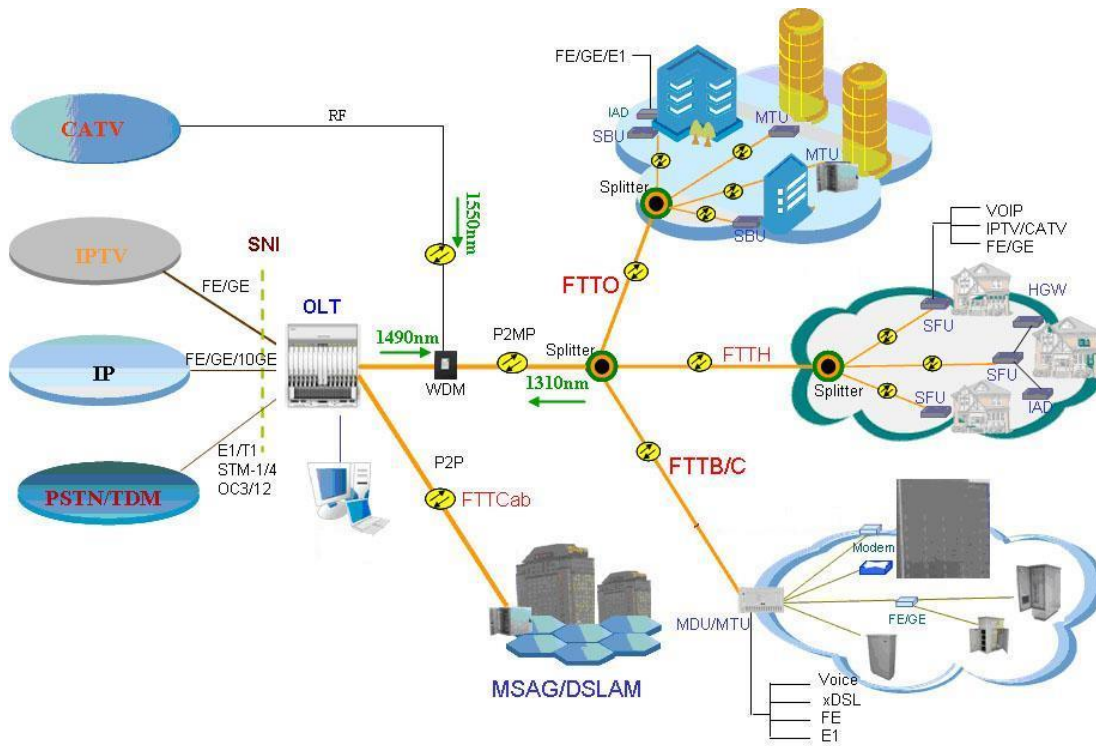 FE/GE/E1
CATV
RF
IAD
SBU
MTU
MTU
Splitter
SBU
1550nm
VOIP
IPTV/CATV
FE/GE
IPTV
SNI
FE/GE
OLT
FTTO
HGW
SFU
1490nm
P2MP
Splitter
FTTH
IP
FE/GE/10GE
WDM
1310nm
Splitter
SFU
SFU
IAD
E1/T1
STM-1/4
OC3/12
P2P
FTTB/C
PSTN/TDM
FTTCab
Modem
MDU/MTU
FE/GE
MSAG/DSLAM
Voice
xDSL
FE
E1